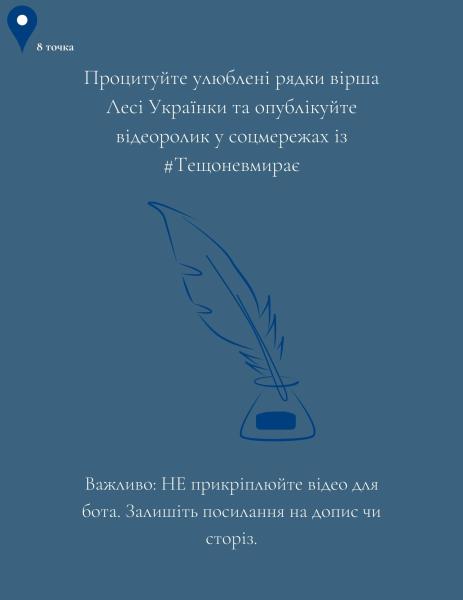 8 точка
Процитуйте улюблені рядки вірша
Лесі Українки та опублікуйте
відеоролик у соцмережах із
#Тещоневмирає
Важливо: НЕ прикріплюйте відео для
бота. Залишіть посилання на допис чи
сторіз.